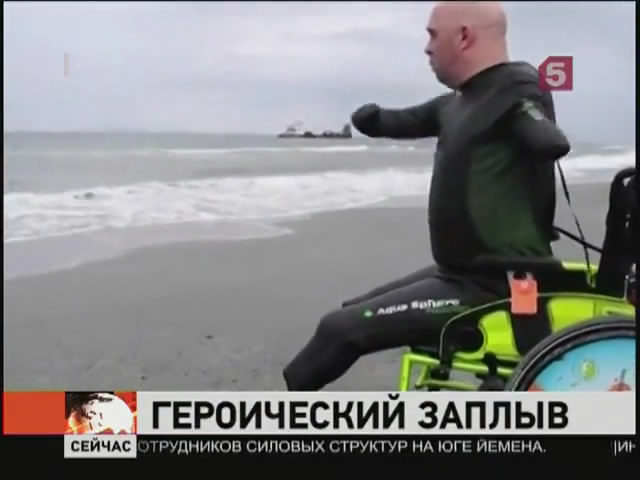 5
Aqua Sphere
ГЕРОИЧЕСКИЙ ЗАПЛЫВ
СЕЙЧАС
ОТРУДНИКОВ СИЛОВЫХ СТРУКТУР НА ЮГЕ ЙЕМЕНА.